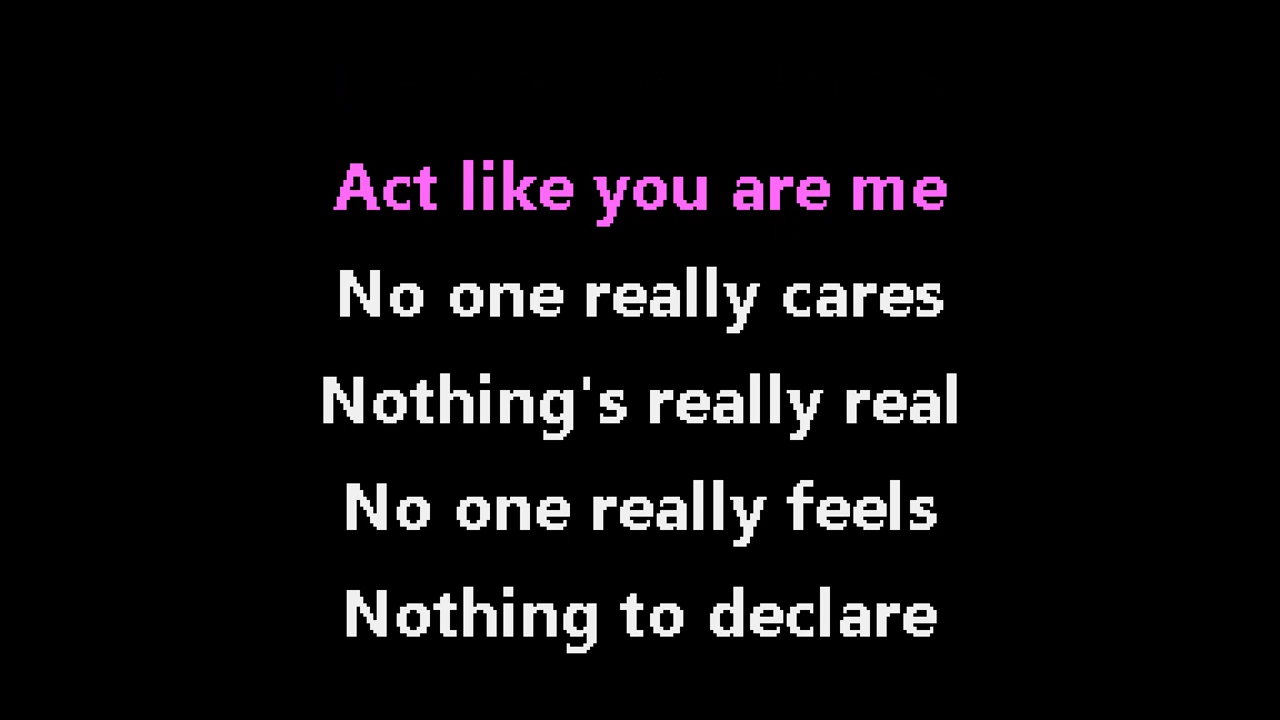 Act like you are me
No one really cares
Nothing's really real
No one really feels
Nothing to declare